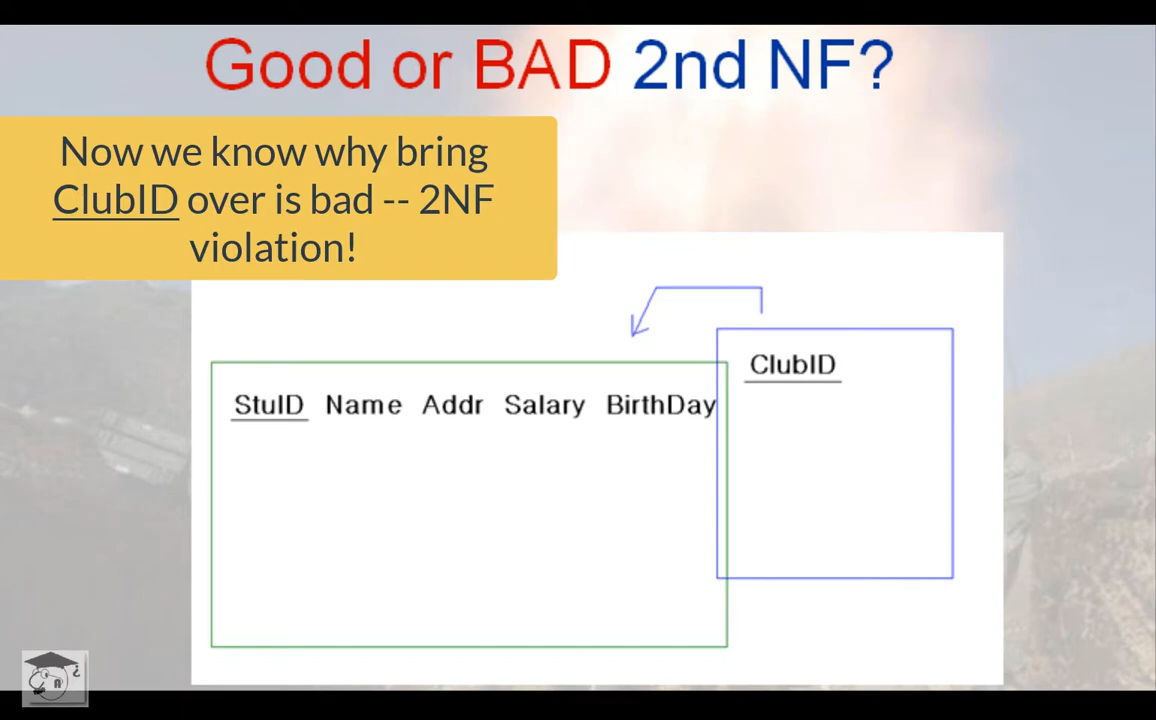 Good or BAD 2nd NF?
Now we know why bring
ClubID over is bad -- 2NF
violation!
ClubID
StuID Name Addr Salary BirthDay